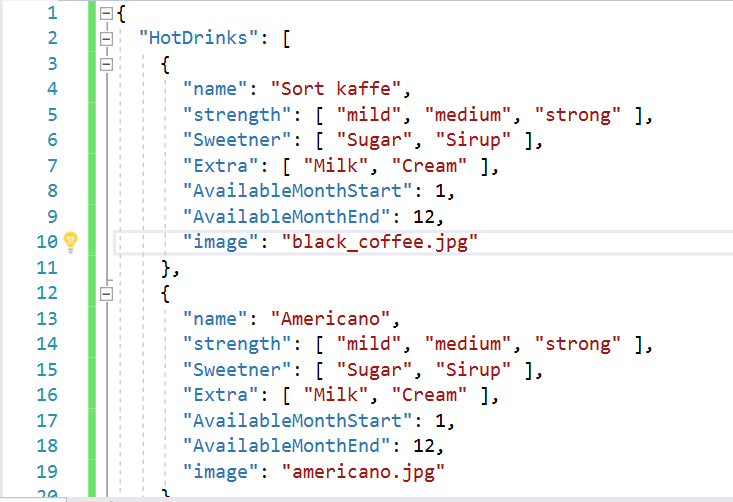 1 {
2 "HotDrinks": [
3 {
4 "name": "Sort kaffe",
5 "strength": [ "mild", "medium", "strong" ],
6 "Sweetner": [ "Sugar", "Sirup" ],
7 "Extra": [ "Milk", "Cream" ],
8 "AvailableMonthStart": 1,
9 "AvailableMonthEnd": 12,
10 "image": "black_coffee.jpg"
11 },
12 {
13 "name": "Americano",
14 "strength": [ "mild", "medium", "strong" ],
15 "Sweetner": [ "Sugar", "Sirup" ],
16 "Extra": [ "Milk", "Cream" ],
17 "AvailableMonthStart": 1,
18 "AvailableMonthEnd": 12,
19 "image": "americano.jpg"
20 }